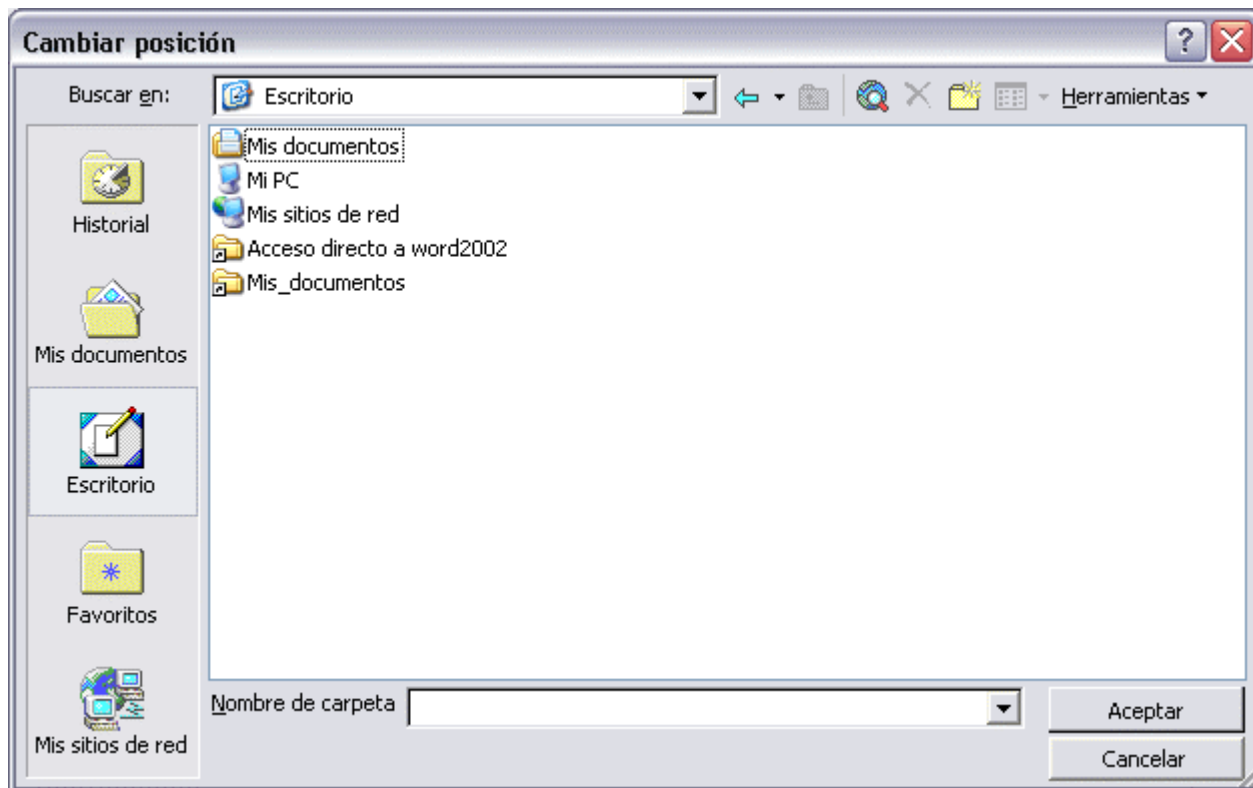 Cambiar posición
Buscar en:
Escritorio
Herramientas
Historial
Mis documentos
Escritorio
Favoritos
Mis sitios de red
Mis documentos
Mi PC
Mis sitios de red
Acceso directo a word2002
Mis_documentos
Nombre de carpeta
Aceptar
Cancelar